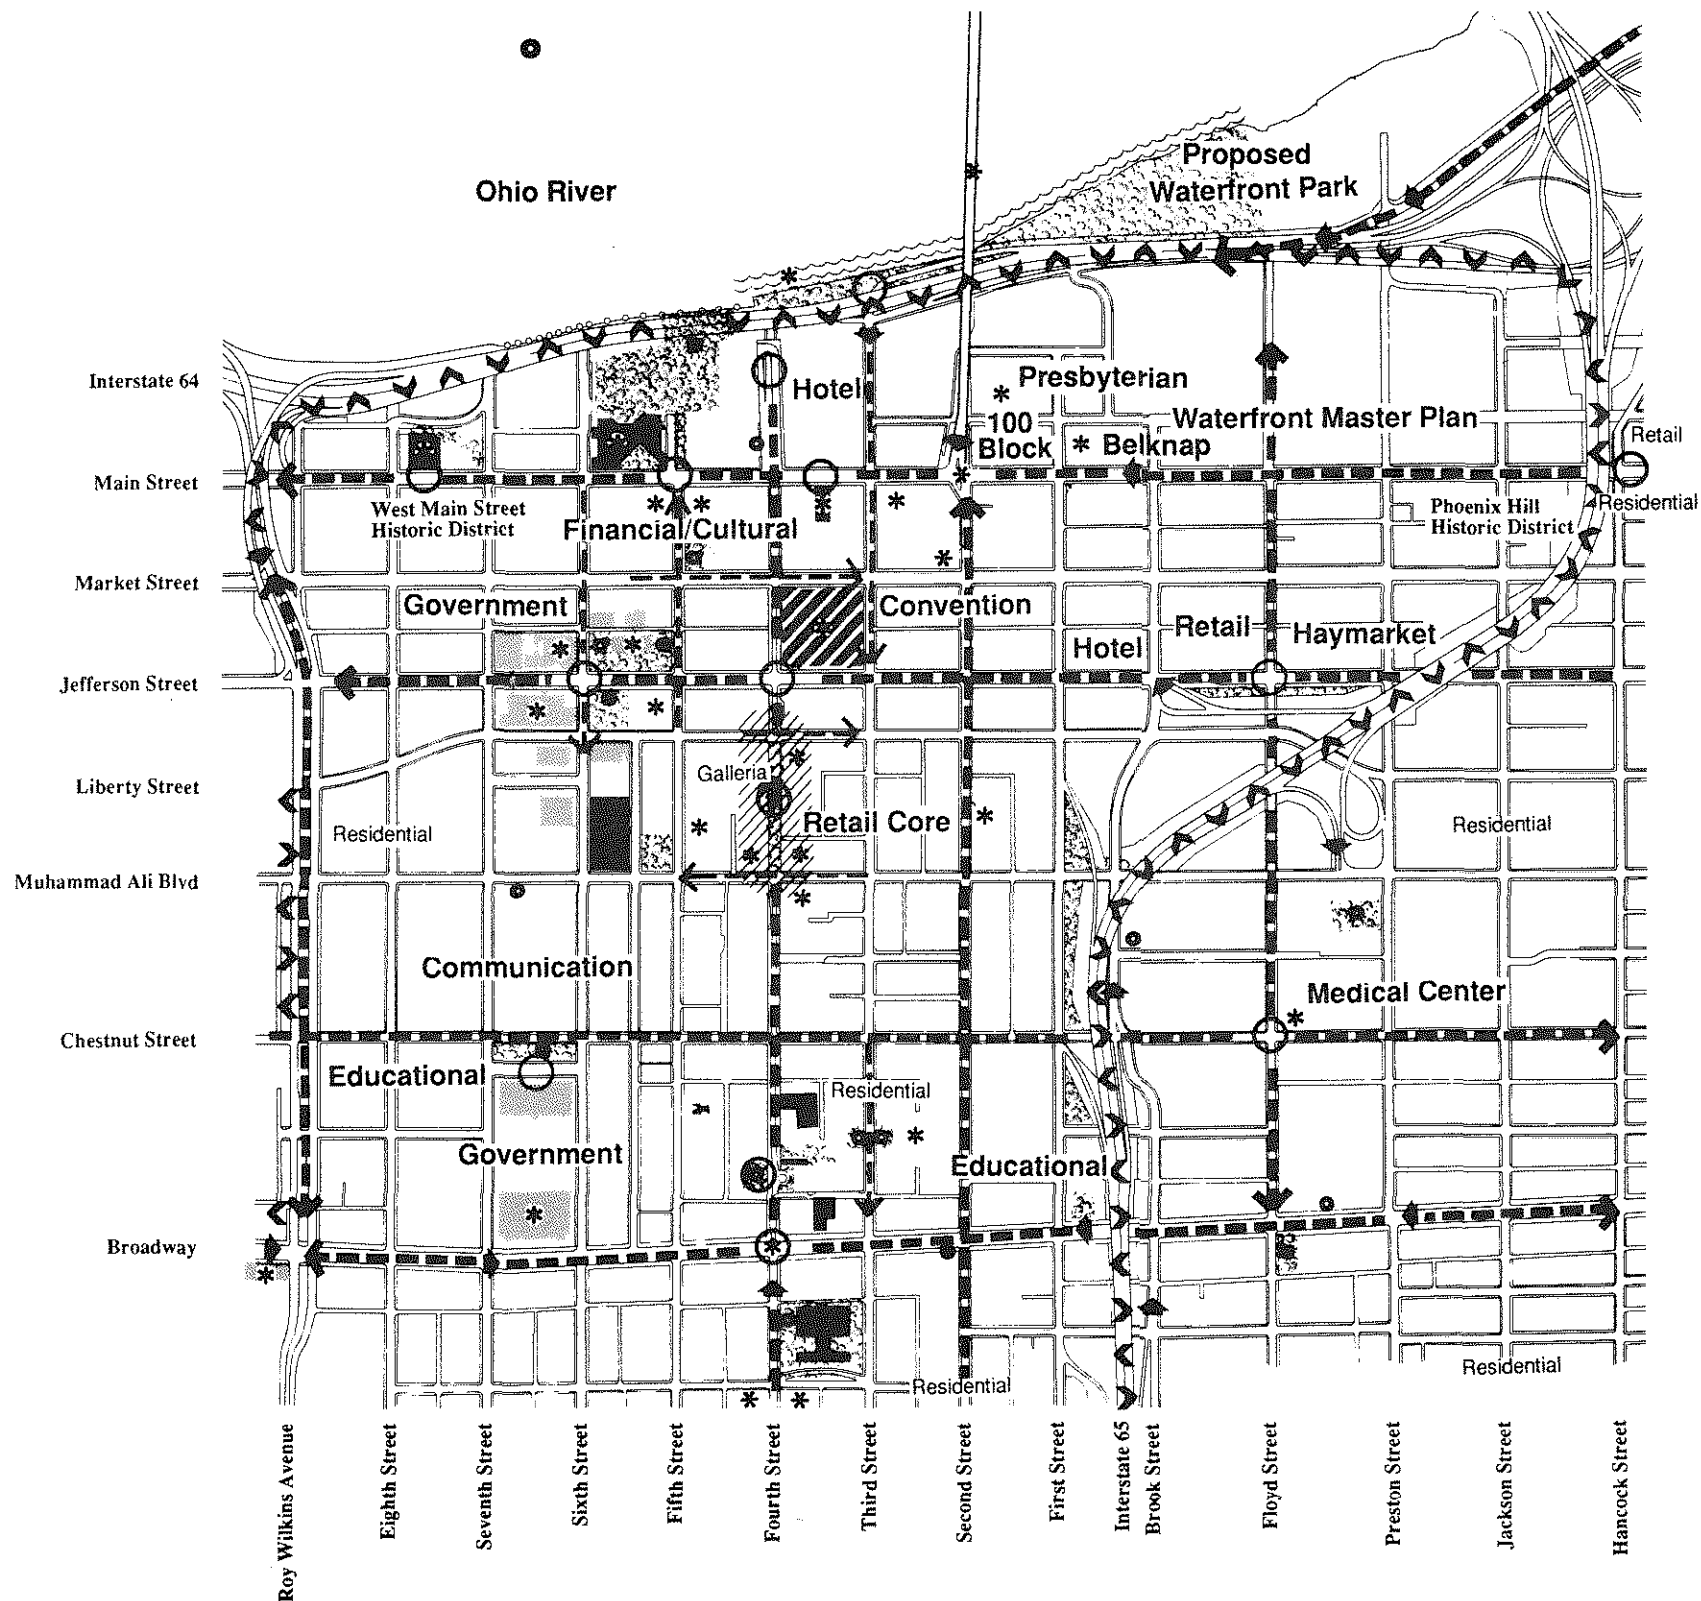 Ohio River
Proposed
Waterfront Park
Interstate 64
Hotel
Presbyterian
100
Block
Waterfront Master Plan
Belknap
Retail
Main Street
West Main Street
Historic District
Financial/Cultural
Phoenix Hill
Historic District
Residential
Market Street
Government
Convention
Hotel
Retail
Haymarket
Jefferson Street
Liberty Street
Galleria
Residential
Retail Core
Residential
Muhammad Ali Blvd
Communication
Medical Center
Chestnut Street
Educational
Residential
Government
Educational
Broadway
Residential
Residential
Roy Wilkins Avenue
Eighth Street
Seventh Street
Sixth Street
Fifth Street
Fourth Street
Third Street
Second Street
First Street
Interstate 65
Brook Street
Floyd Street
Preston Street
Jackson Street
Hancock Street